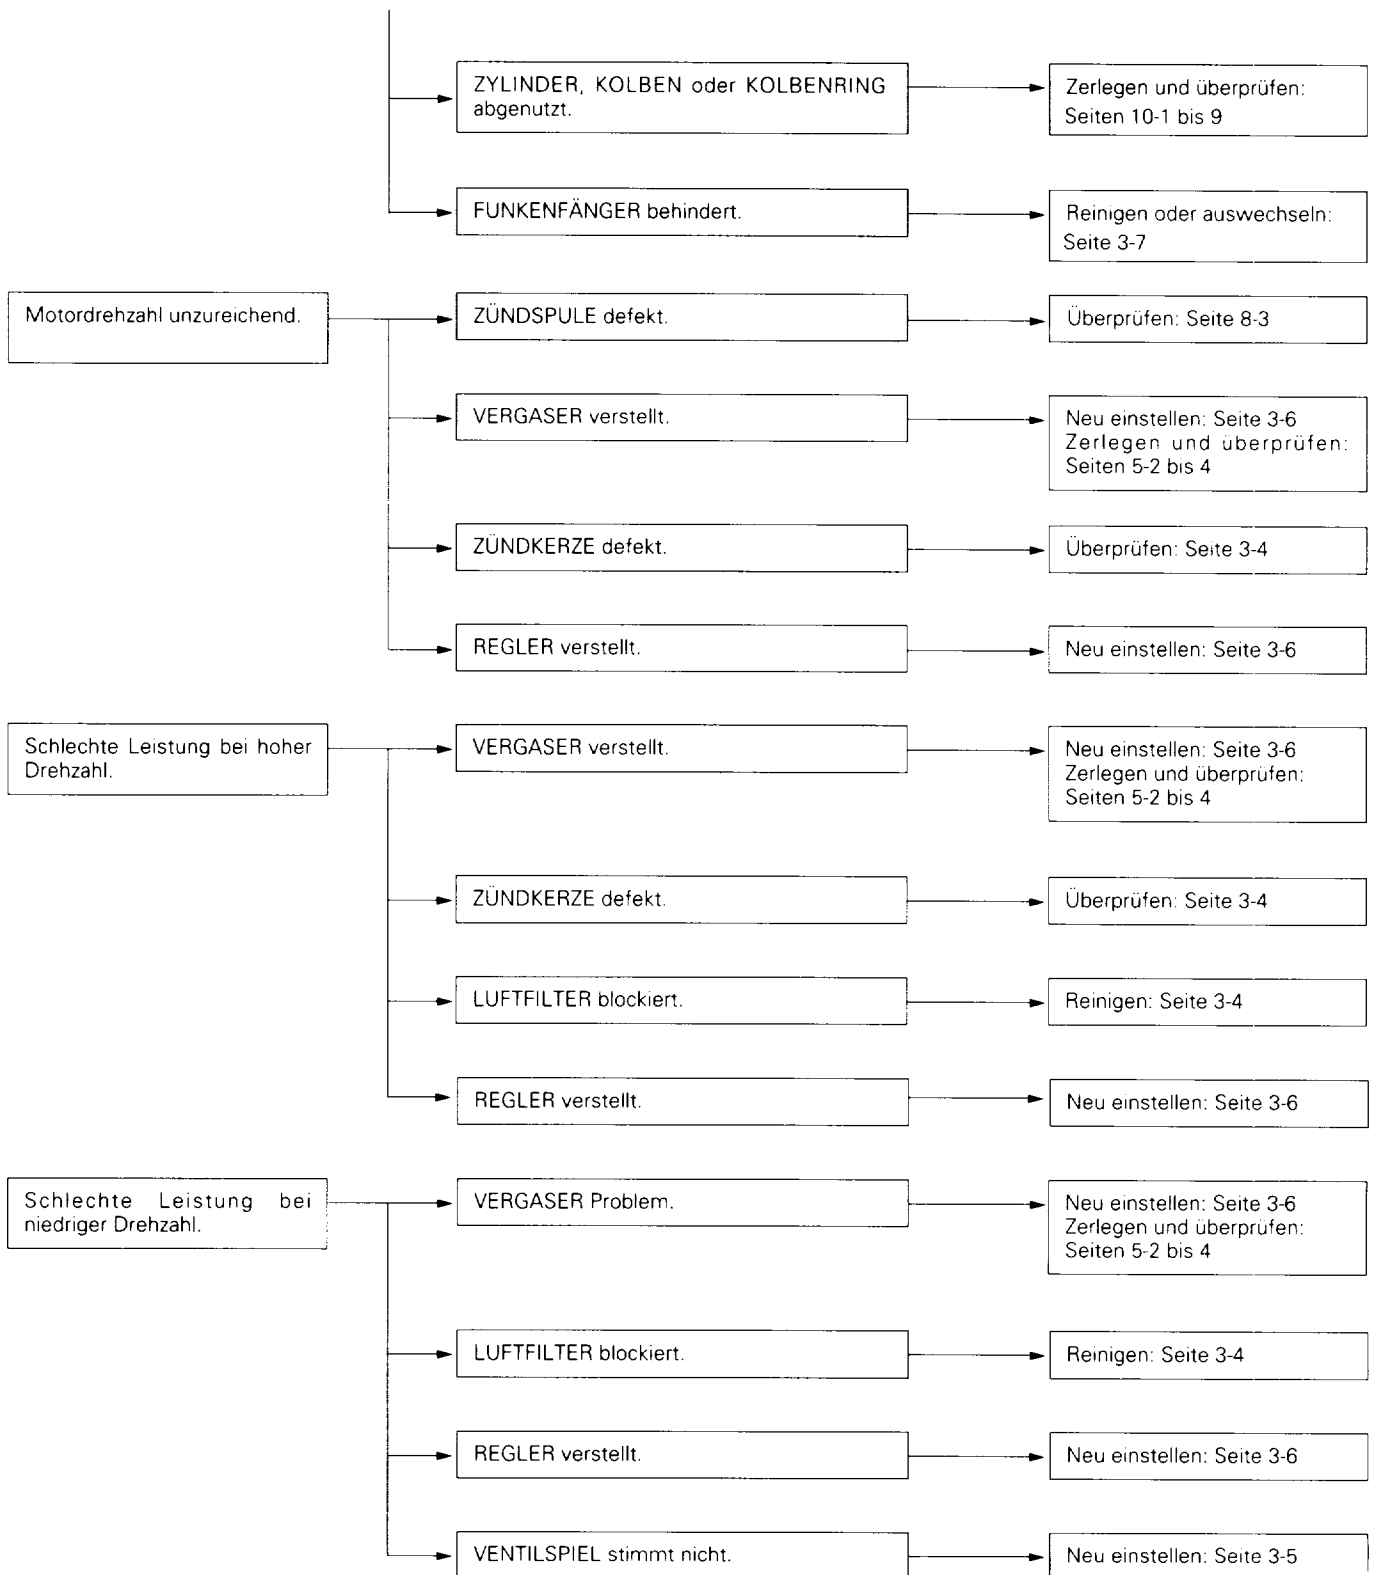 ZYLINDER, KOLBEN oder KOLBENRING
abgenutzt.
Zerlegen und überprüfen:
Seiten 10-1 bis 9
FUNKENFÄNGER behindert.
Reinigen oder auswechseln:
Seite 3-7
Motordrehzahl unzureichend.
ZÜNDSPULE defekt.
Überprüfen: Seite 8-3
VERGASER verstellt.
Neu einstellen: Seite 3-6
Zerlegen und überprüfen:
Seiten 5-2 bis 4
ZÜNDKERZE defekt.
Überprüfen: Seite 3-4
REGLER verstellt.
Neu einstellen: Seite 3-6
Schlechte Leistung bei hoher
Drehzahl.
VERGASER verstellt.
Neu einstellen: Seite 3-6
Zerlegen und überprüfen:
Seiten 5-2 bis 4
ZÜNDKERZE defekt.
Überprüfen: Seite 3-4
LUFTFILTER blockiert.
Reinigen: Seite 3-4
REGLER verstellt.
Neu einstellen: Seite 3-6
Schlechte Leistung bei
niedriger Drehzahl.
VERGASER Problem.
Neu einstellen: Seite 3-6
Zerlegen und überprüfen:
Seiten 5-2 bis 4
LUFTFILTER blockiert.
Reinigen: Seite 3-4
REGLER verstellt.
Neu einstellen: Seite 3-6
VENTILSPIEL stimmt nicht.
Neu einstellen: Seite 3-5